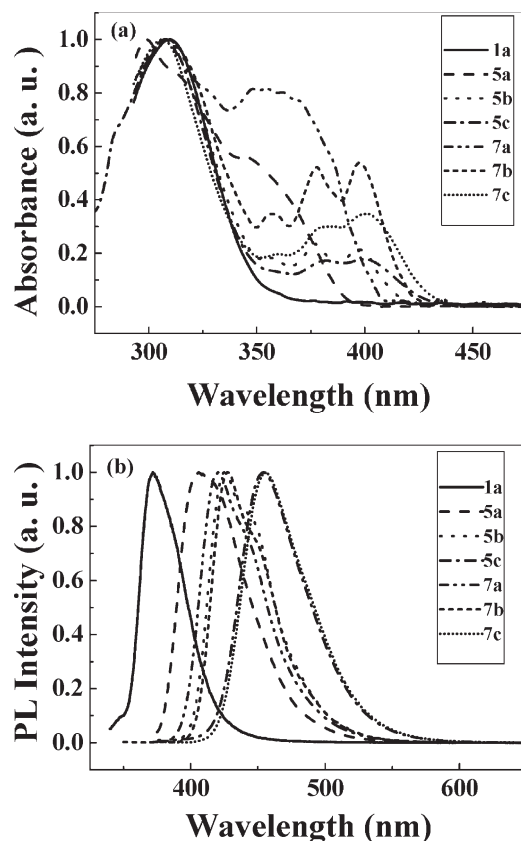 (a)
1a
5a
5b
5c
7a
7b
7c
1.0
0.8
0.6
0.4
0.2
0.0
Absorbance (a. u. )
300 350 400 450
Wavelength (nm)
(b)
1a
5a
5b
5c
7a
7b
7c
1.0
0.8
0.6
0.4
0.2
0.0
PL Intensity (a. u. )
400 500 600
Wavelength (nm)